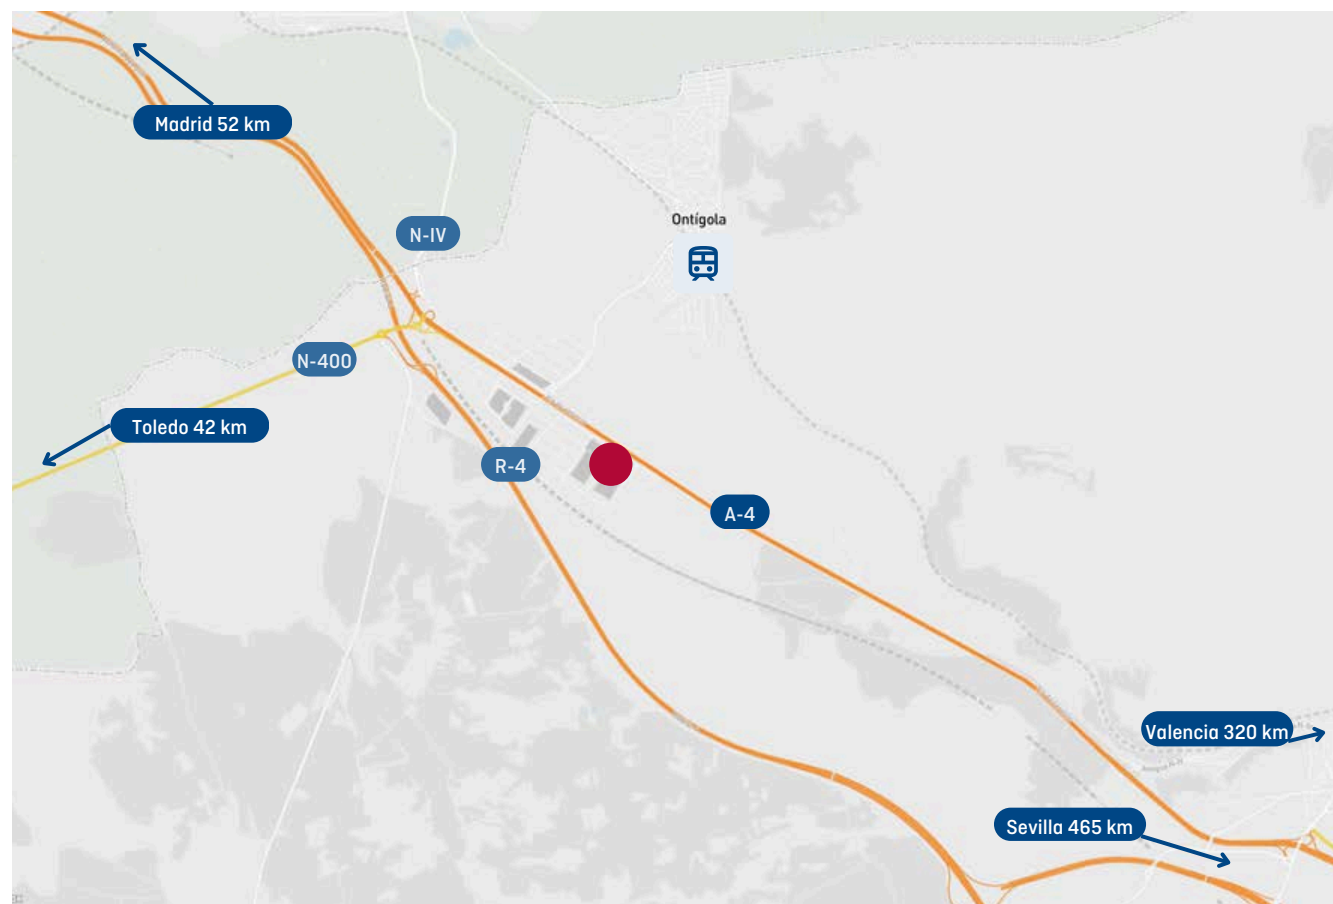 Madrid 52 km
Ontígola
N-IV
N-400
Toledo 42 km
R-4
A-4
Valencia 320 km
Sevilla 465 km